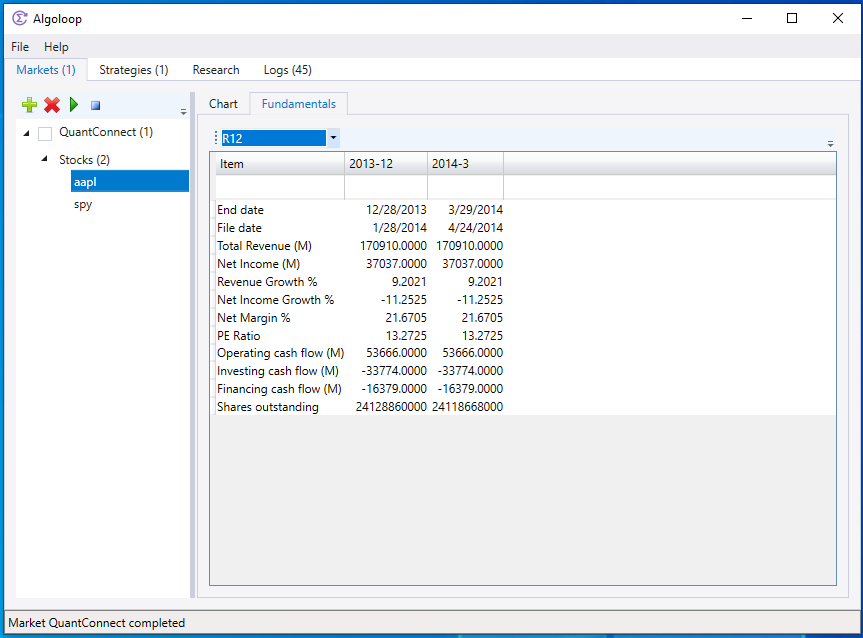 Algoloop
File Help
Markets (1) Strategies (1) Research Logs (45)
Chart Fundamentals
QuantConnect (1)
Stocks (2)
aapl
spy
R12
Item 2013-12 2014-3
End date 12/28/2013 3/29/2014
File date 1/28/2014 4/24/2014
Total Revenue (M) 170910.0000 170910.0000
Net Income (M) 37037.0000 37037.0000
Revenue Growth % 9.2021 9.2021
Net Income Growth % -11.2525 -11.2525
Net Margin % 21.6705 21.6705
PE Ratio 13.2725 13.2725
Operating cash flow (M) 53666.0000 53666.0000
Investing cash flow (M) -33774.0000 -33774.0000
Financing cash flow (M) -16379.0000 -16379.0000
Shares outstanding 24128860000 24118668000
Market QuantConnect completed